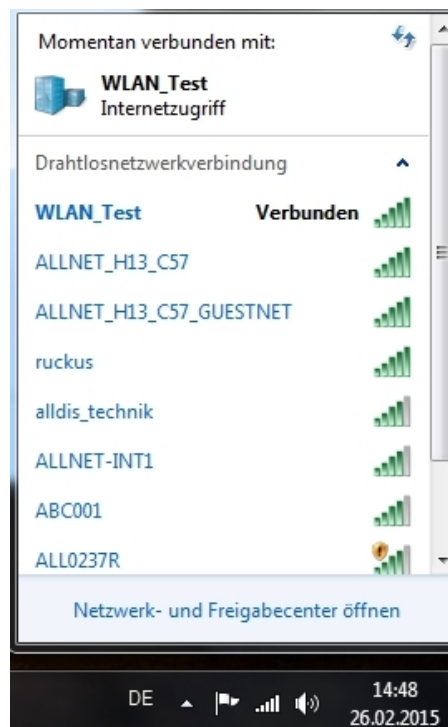 Momentan verbunden mit:
WLAN_Test
Internetzugriff
Drahtlosnetzwerkverbindung
WLAN_Test Verbunden
ALLNET_H13_C57
ALLNET_H13_C57_GUESTNET
ruckus
alldis_technik
ALLNET-INT1
ABC001
ALL0237R
Netzwerk- und Freigabecenter öffnen
DE 14:48
26.02.2015